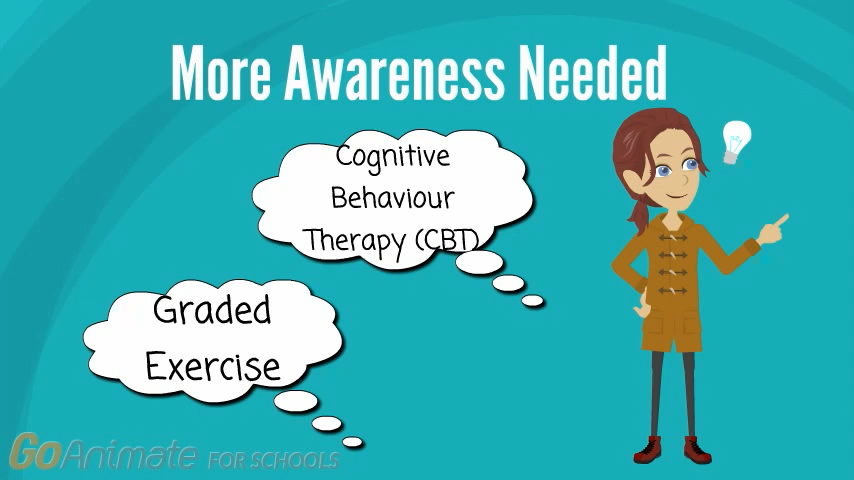 More Awareness Needed
Cognitive
Behaviour
Therapy (CBT)
Graded
Exercise
GoAnimate FOR SCHOOLS